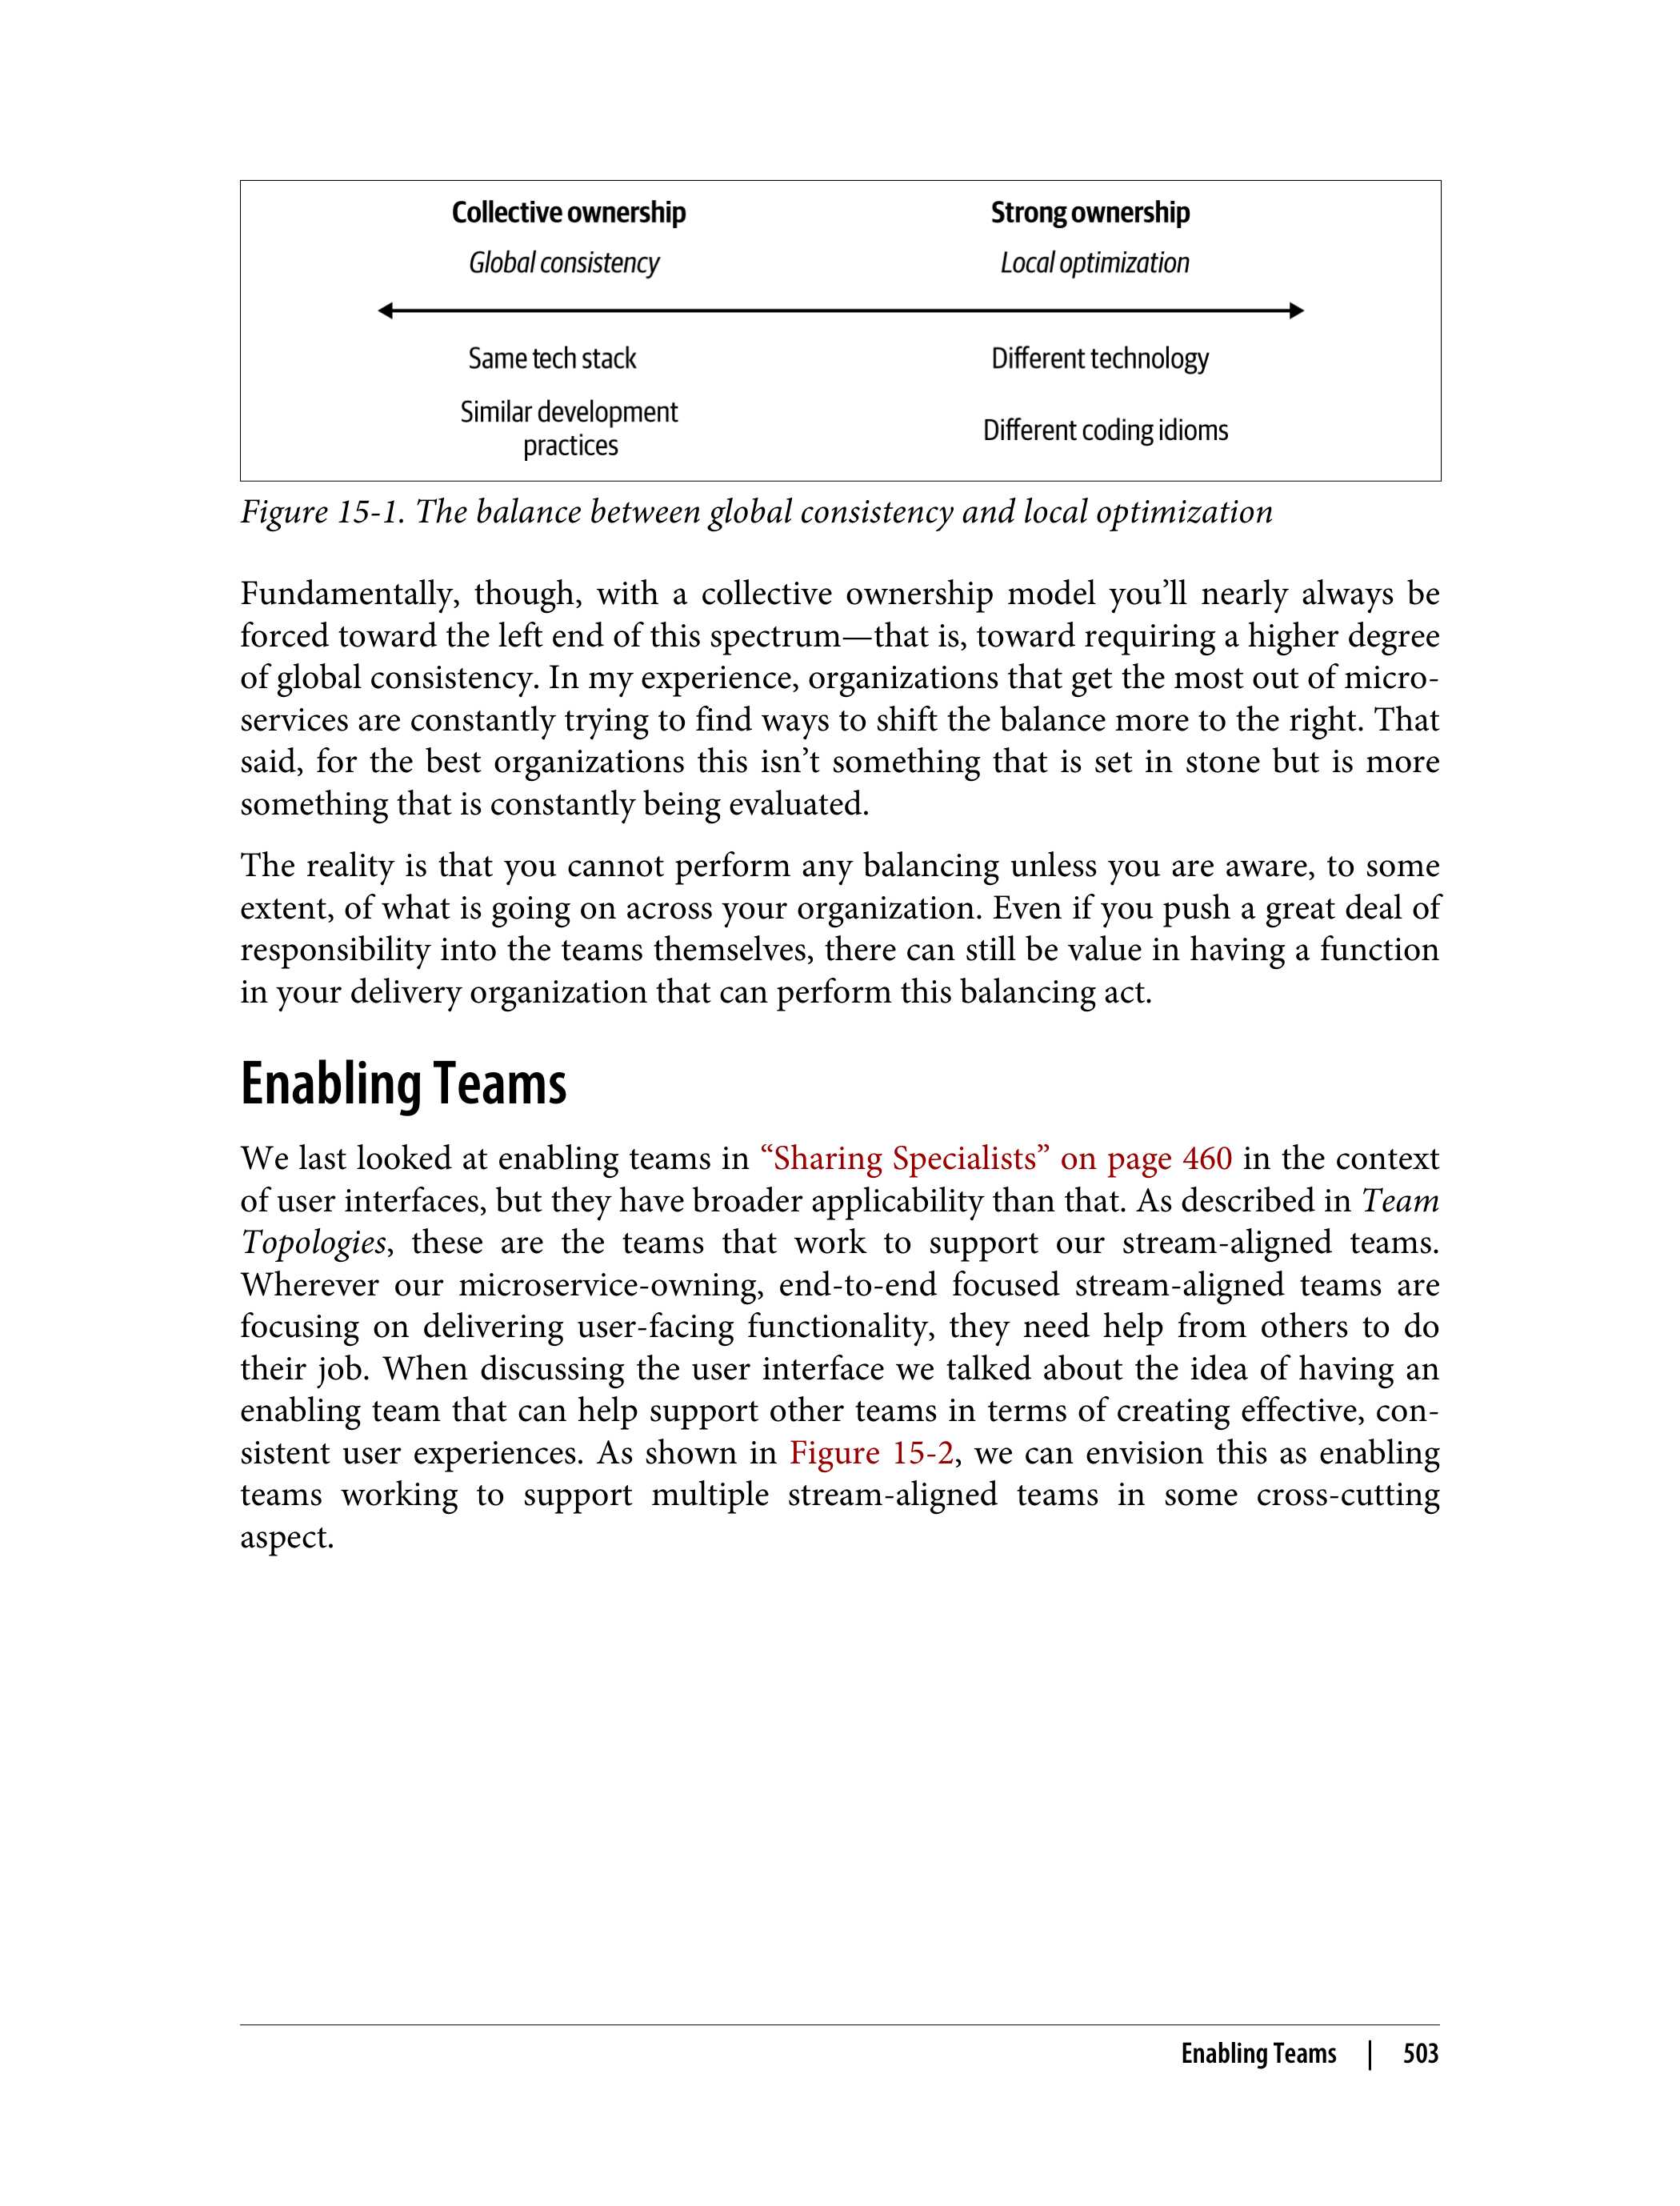 Collective ownership
Strong ownership
Global consistency
Local optimization
Same tech stack
Different technology
Similar development
practices
Different coding idioms
Figure 15-1. The balance between global consistency and local optimization
Fundamentally, though, with a collective ownership model you’ll nearly always be
forced toward the left end of this spectrum—that is, toward requiring a higher degree
of global consistency. In my experience, organizations that get the most out of micro-
services are constantly trying to find ways to shift the balance more to the right. That
said, for the best organizations this isn’t something that is set in stone but is more
something that is constantly being evaluated.
The reality is that you cannot perform any balancing unless you are aware, to some
extent, of what is going on across your organization. Even if you push a great deal of
responsibility into the teams themselves, there can still be value in having a function
in your delivery organization that can perform this balancing act.
Enabling Teams
We last looked at enabling teams in “Sharing Specialists” on page 460 in the context
of user interfaces, but they have broader applicability than that. As described in Team
Topologies, these are the teams that work to support our stream-aligned teams.
Wherever our microservice-owning, end-to-end focused stream-aligned teams are
focusing on delivering user-facing functionality, they need help from others to do
their job. When discussing the user interface we talked about the idea of having an
enabling team that can help support other teams in terms of creating effective, con-
sistent user experiences. As shown in Figure 15-2, we can envision this as enabling
teams working to support multiple stream-aligned teams in some cross-cutting
aspect.
Enabling Teams | 503